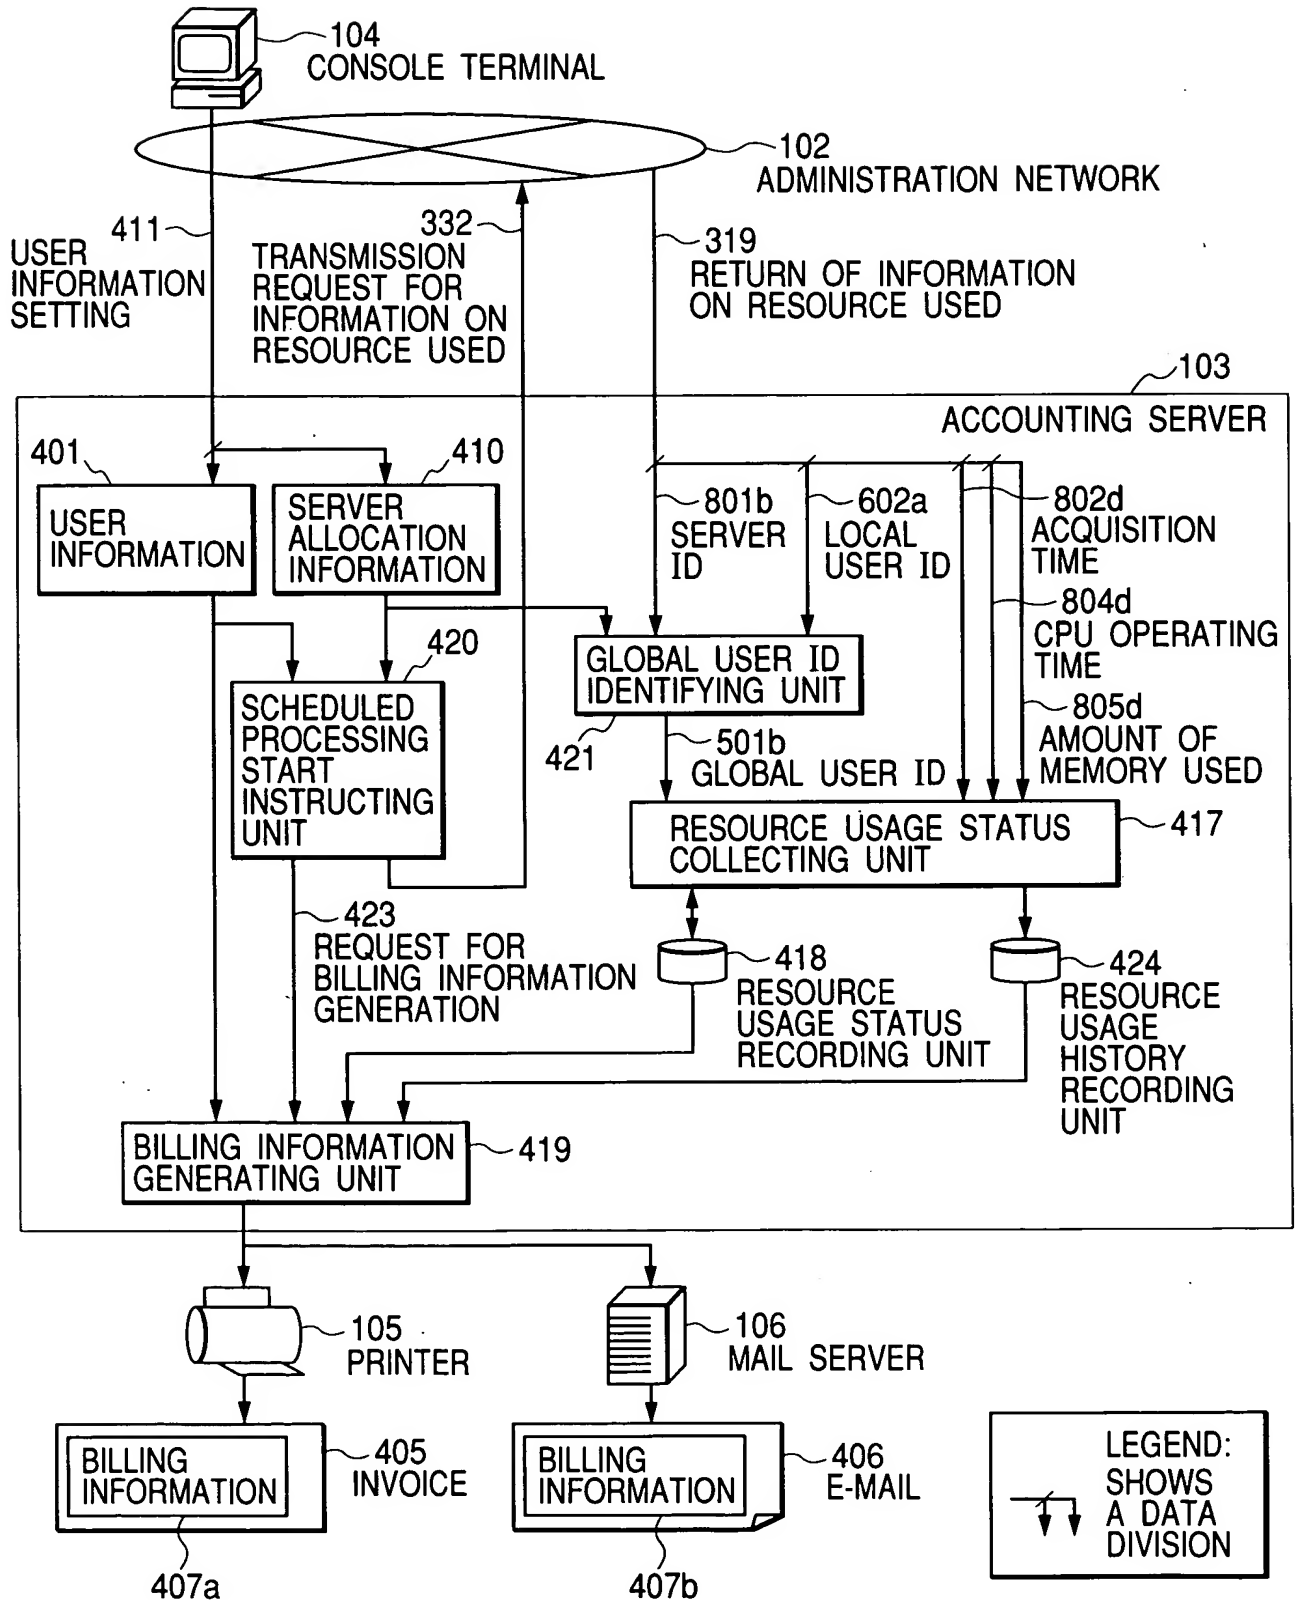 104
CONSOLE TERMINAL
102
ADMINISTRATION NETWORK
411
USER
INFORMATION
SETTING
332
TRANSMISSION
REQUEST FOR
INFORMATION ON
RESOURCE USED
319
RETURN OF INFORMATION
ON RESOURCE USED
103
ACCOUNTING SERVER
401
USER
INFORMATION
410
SERVER
ALLOCATION
INFORMATION
801b
SERVER
ID
602a
LOCAL
USER ID
802d
ACQUISITION
TIME
804d
CPU OPERATING
TIME
805d
AMOUNT OF
MEMORY USED
420
SCHEDULED
PROCESSING
START
INSTRUCTING
UNIT
GLOBAL USER ID
IDENTIFYING UNIT
421
501b
GLOBAL USER ID
RESOURCE USAGE STATUS
COLLECTING UNIT
417
423
REQUEST FOR
BILLING INFORMATION
GENERATION
418
RESOURCE
USAGE STATUS
RECORDING UNIT
424
RESOURCE
USAGE
HISTORY
RECORDING
UNIT
BILLING INFORMATION
GENERATING UNIT
419
105
PRINTER
106
MAIL SERVER
BILLING
INFORMATION
405
INVOICE
407a
BILLING
INFORMATION
406
E-MAIL
407b
LEGEND:
SHOWS
A DATA
DIVISION